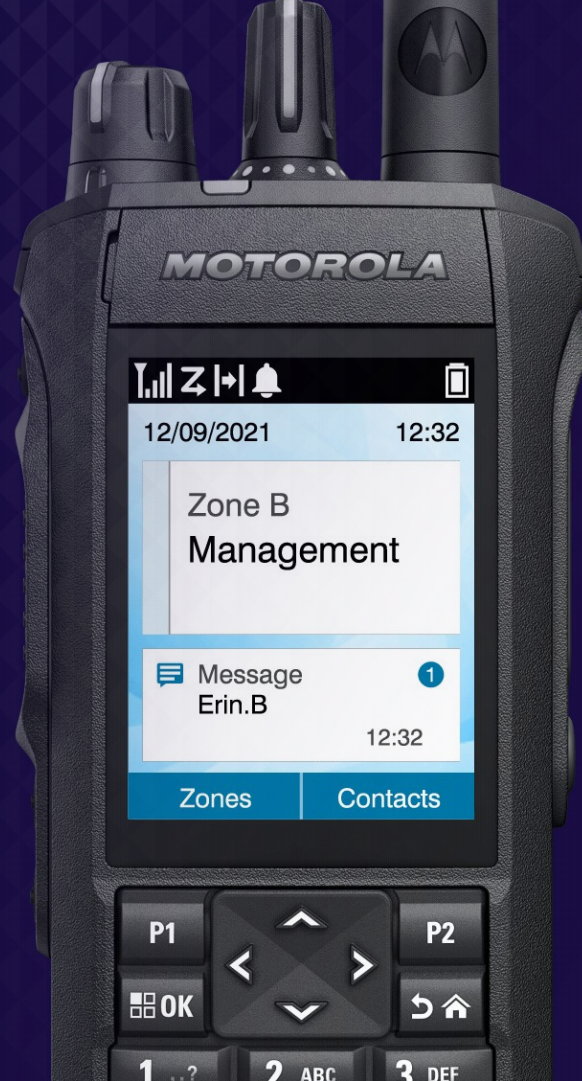 MOTOROLA
12/09/2021 12:32
Zone B
Management
Message 1
Erin.B
12:32
Zones Contacts
P1 P2
OK
1 ..? 2 ABC 3 DEF